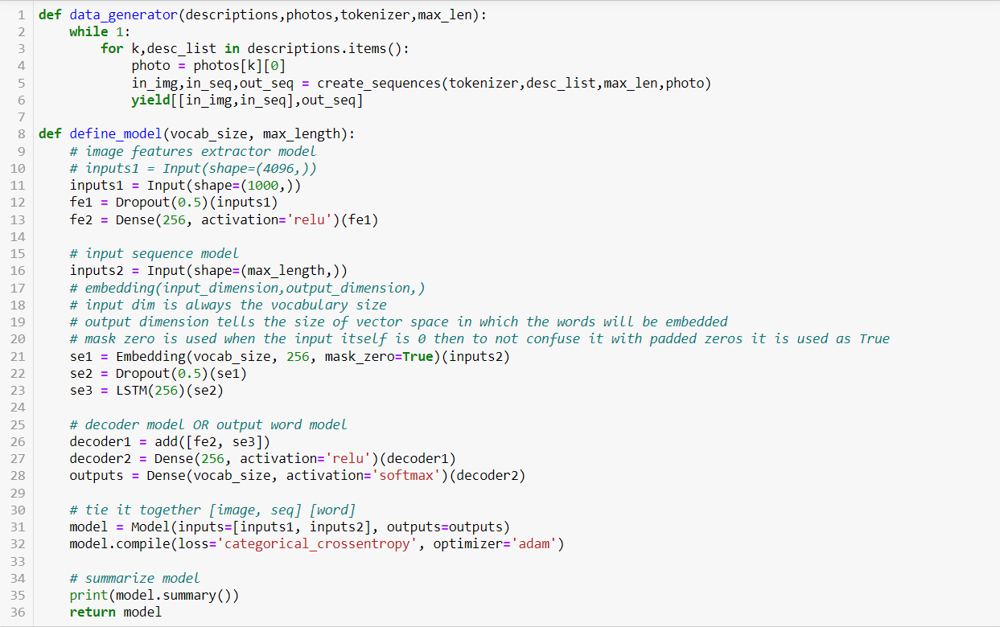 1 def data_generator(descriptions,photos,tokenizer,max_len):
2     while 1:
3         for k,desc_list in descriptions.items():
4             photo = photos[k][0]
5             in_img,in_seq,out_seq = create_sequences(tokenizer,desc_list,max_len,photo)
6             yield[[in_img,in_seq],out_seq]
7
8 def define_model(vocab_size, max_length):
9     # image features extractor model
10     # inputs1 = Input(shape=(4096,))
11     inputs1 = Input(shape=(1000,))
12     fe1 = Dropout(0.5)(inputs1)
13     fe2 = Dense(256, activation='relu')(fe1)
14
15     # input sequence model
16     inputs2 = Input(shape=(max_length,))
17     # embedding(input_dimension,output_dimension,)
18     # input dim is always the vocabulary size
19     # output dimension tells the size of vector space in which the words will be embedded
20     # mask zero is used when the input itself is 0 then to not confuse it with padded zeros it is used as True
21     se1 = Embedding(vocab_size, 256, mask_zero=True)(inputs2)
22     se2 = Dropout(0.5)(se1)
23     se3 = LSTM(256)(se2)
24
25     # decoder model OR output word model
26     decoder1 = add([fe2, se3])
27     decoder2 = Dense(256, activation='relu')(decoder1)
28     outputs = Dense(vocab_size, activation='softmax')(decoder2)
29
30     # tie it together [image, seq] [word]
31     model = Model(inputs=[inputs1, inputs2], outputs=outputs)
32     model.compile(loss='categorical_crossentropy', optimizer='adam')
33
34     # summarize model
35     print(model.summary())
36     return model